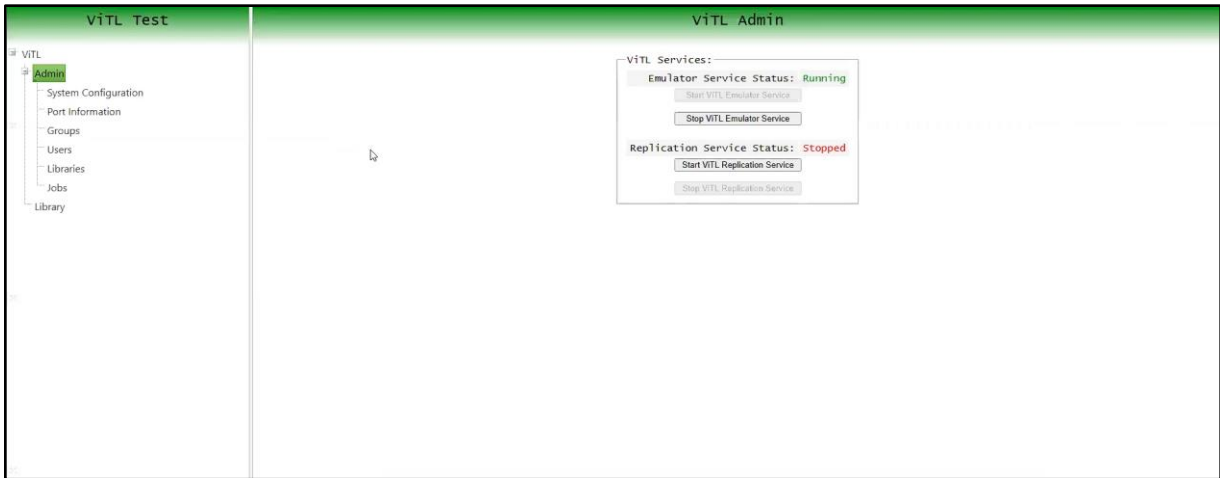 ViTL Test
ViTL
Admin
System Configuration
Port Information
Groups
Users
Libraries
Jobs
Library
ViTL Admin
ViTL Services:
Emulator Service Status: Running
Start ViTL Emulator Service
Stop ViTL Emulator Service
Replication Service Status: Stopped
Start ViTL Replication Service
Stop ViTL Replication Service